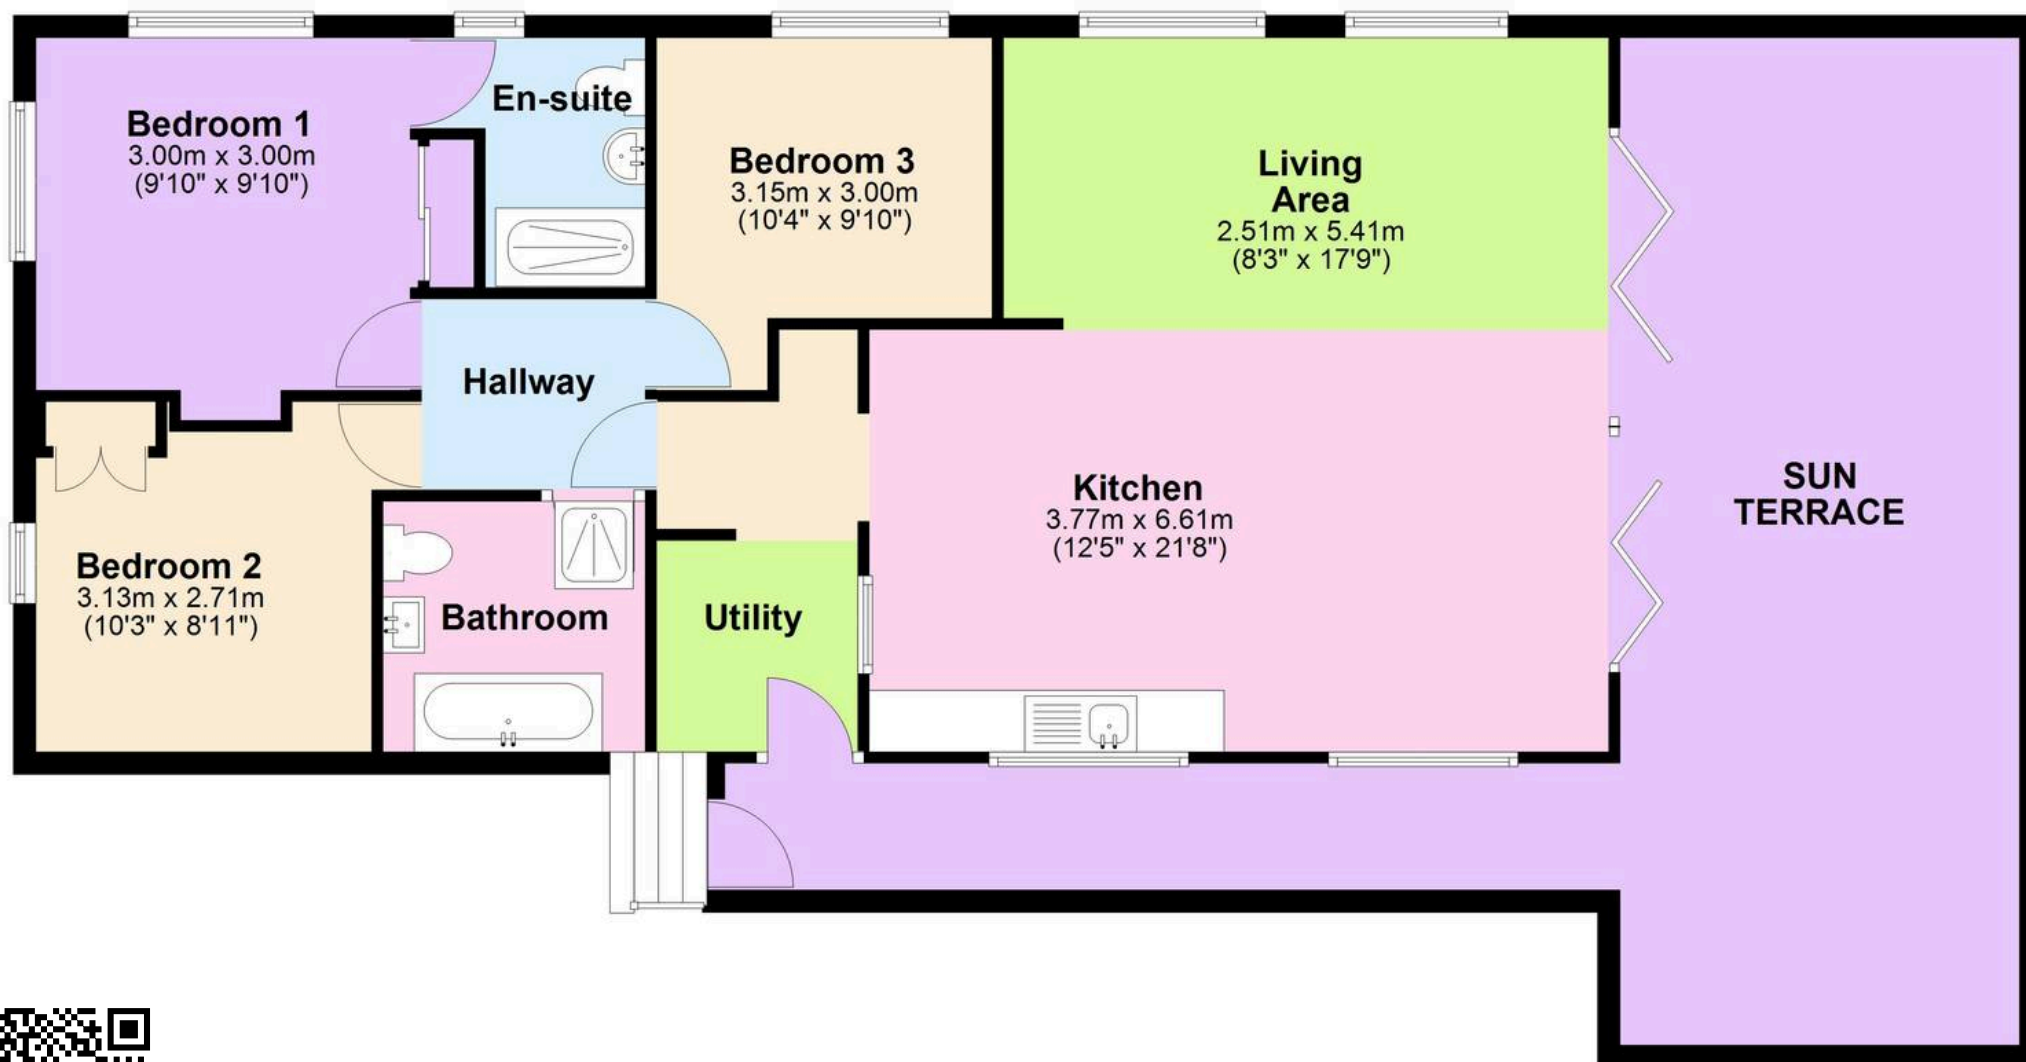 Bedroom 1
3.00m x 3.00m
(9'10" x 9'10")
En-suite
Bedroom 3
3.15m x 3.00m
(10'4" x 9'10")
Living
Area
2.51m x 5.41m
(8'3" x 17'9")
Hallway
Kitchen
3.77m x 6.61m
(12'5" x 21'8")
SUN
TERRACE
Bedroom 2
3.13m x 2.71m
(10'3" x 8'11")
Bathroom
Utility